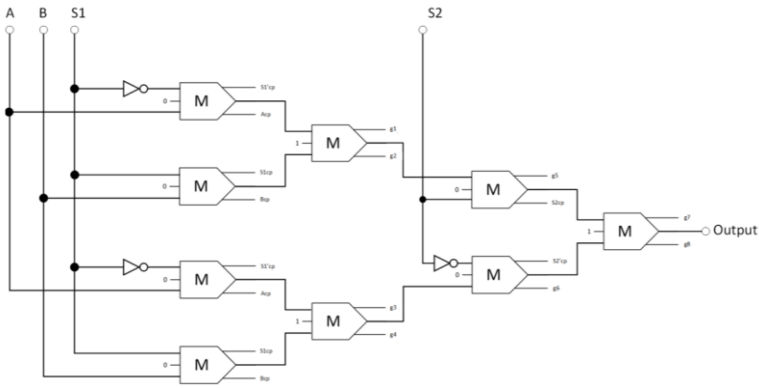 A B S1 S2
S1'cp
0 M
Acp
g1
1 M
g2
S1cp
0 M
Bcp
g5
0 M
S2cp
g7
1 M Output
g8
S1'cp
0 M
Acp
S2'cp
0 M
g6
g3
1 M
g4
S1cp
0 M
Bcp